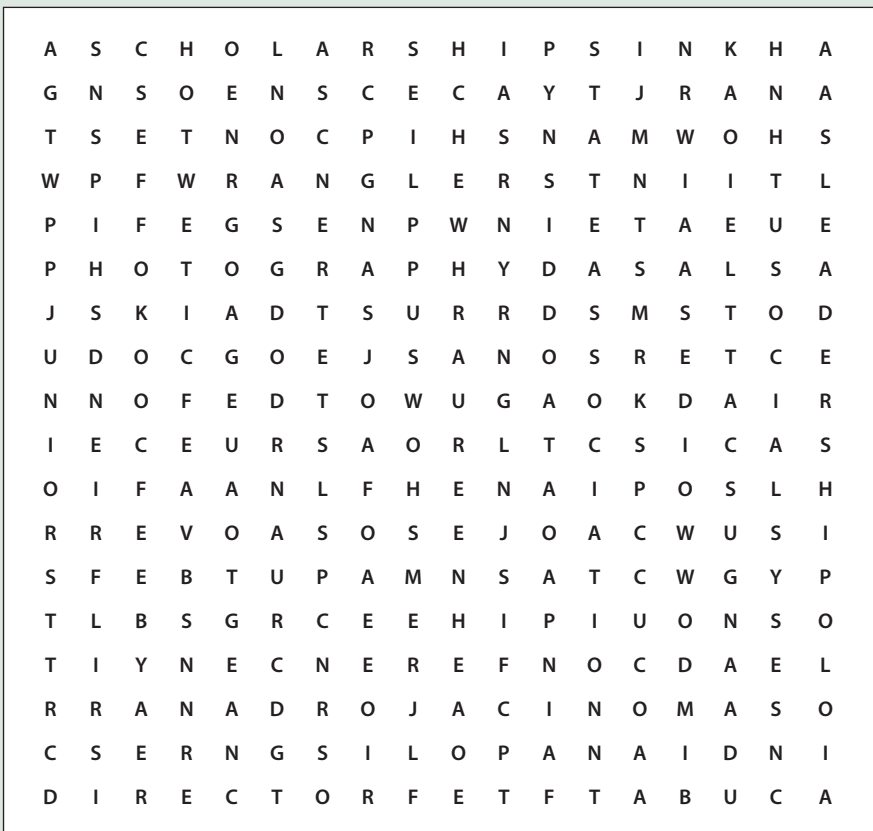 A S C H O L A R S H I P S I N K H A
G N S O E N S C E C A Y T J R A N A
T S E T N O C P I H S N A M W O H S
W P F W R A N G L E R S T N I I T L
P I F E G S E N P W N I E T A E U E
P H O T O G R A P H Y D A S A L S A
J S K I A D T S U R R D S M S T O D
U D O C G O E J S A N O S R E T C E
N N O F E D T O W U G A O K D A I R
I E C E U R S A O R L T C S I C A S
O I F A A N L F H E N A I P O S L H
R R E V O A S O S E J O A C W U S I
S F E B T U P A M N S A T C W G Y P
T L B S G R C E E H I P I U O N S O
T I Y N E C N E R E F N O C D A E L
R R A N A D R O J A C I N O M A S O
C S E R N G S I L O P A N A I D N I
D I R E C T O R F E T F T A B U C A